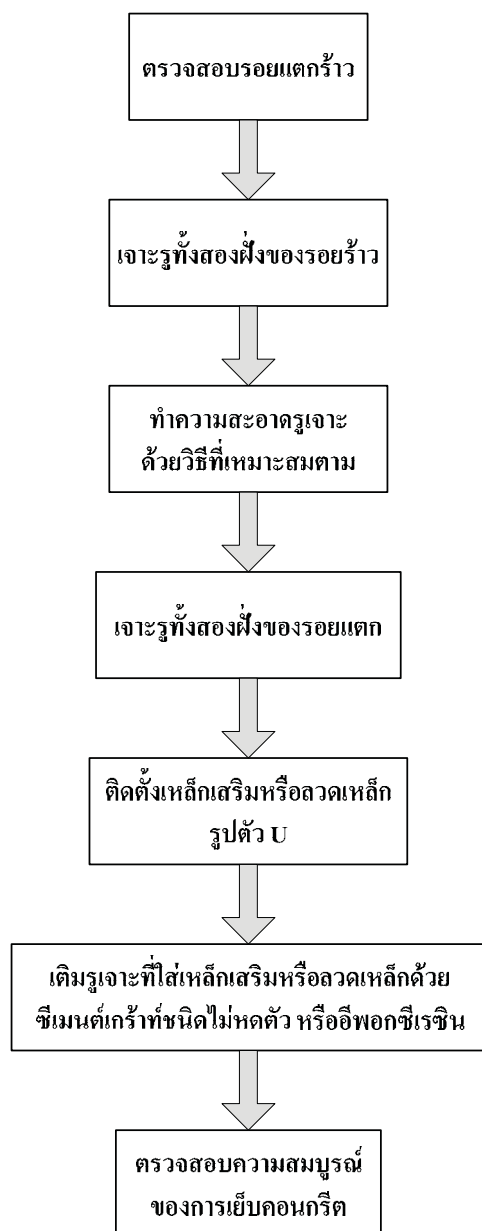 ตรวจสอบรอยแตกร้าว
เจาะรูทั้งสองฝั่งของรอยร้าว
ทำความสะอาดรูเจาะ
ด้วยวิธีที่เหมาะสมตาม
เจาะรูทั้งสองฝั่งของรอยแตก
ติดตั้งเหล็กเสริมหรือลวดเหล็ก
รูปตัว U
เติมรูเจาะที่ใส่เหล็กเสริมหรือลวดเหล็กด้วย
ซีเมนต์เกร้าท์ชนิดไม่หดตัว หรืออีพอกซีเรซิน
ตรวจสอบความสมบูรณ์
ของการเย็บคอนกรีต